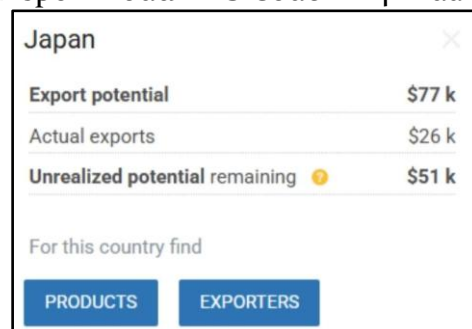 Japan
Export potential $77 k
Actual exports $26 k
Unrealized potential remaining ? $51 k
For this country find
PRODUCTS EXPORTERS